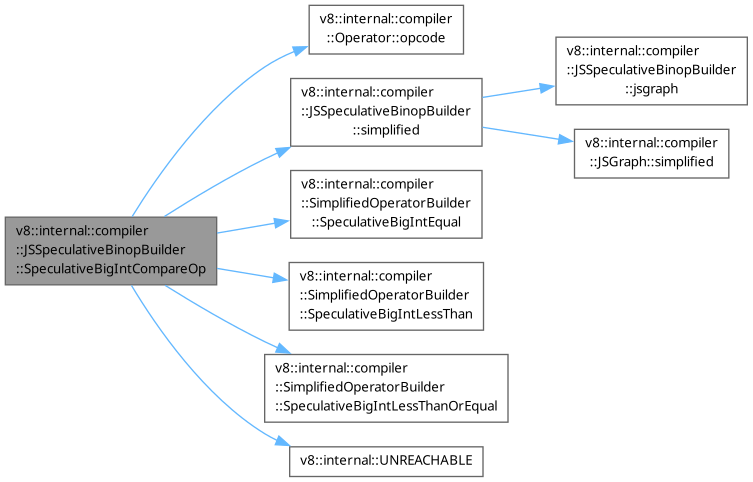 v8::internal::compiler
::JSSpeculativeBinopBuilder
::SpeculativeBigIntCompareOp
v8::internal::compiler
::Operator::opcode
v8::internal::compiler
::JSSpeculativeBinopBuilder
::simplified
v8::internal::compiler
::JSSpeculativeBinopBuilder
::jsgraph
v8::internal::compiler
::JSGraph::simplified
v8::internal::compiler
::SimplifiedOperatorBuilder
::SpeculativeBigIntEqual
v8::internal::compiler
::SimplifiedOperatorBuilder
::SpeculativeBigIntLessThan
v8::internal::compiler
::SimplifiedOperatorBuilder
::SpeculativeBigIntLessThanOrEqual
v8::internal::UNREACHABLE